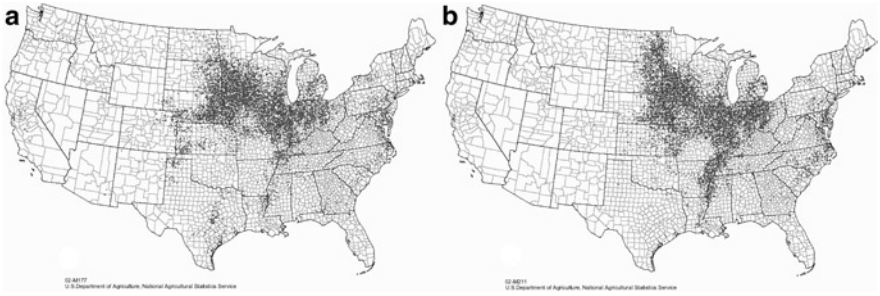 a
b
02-M177
U.S.Department of Agriculture, National Agricultural Statistics Service
02-M211
U.S.Department of Agriculture, National Agricultural Statistics Service